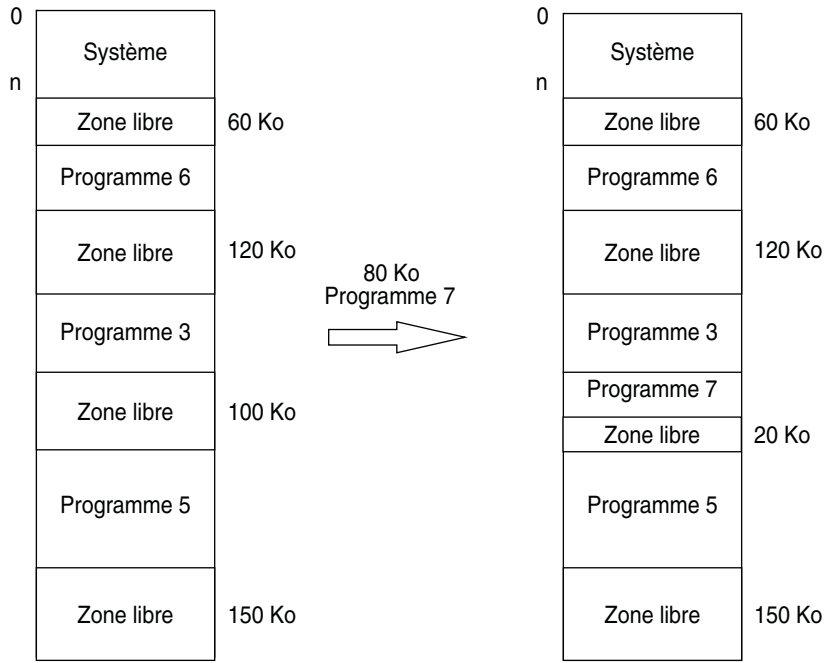 0
Système
n
Zone libre 60 Ko
Programme 6
Zone libre 120 Ko
Programme 3
Zone libre 100 Ko
Programme 5
Zone libre 150 Ko
80 Ko
Programme 7
0
Système
n
Zone libre 60 Ko
Programme 6
Zone libre 120 Ko
Programme 3
Programme 7
Zone libre 20 Ko
Programme 5
Zone libre 150 Ko